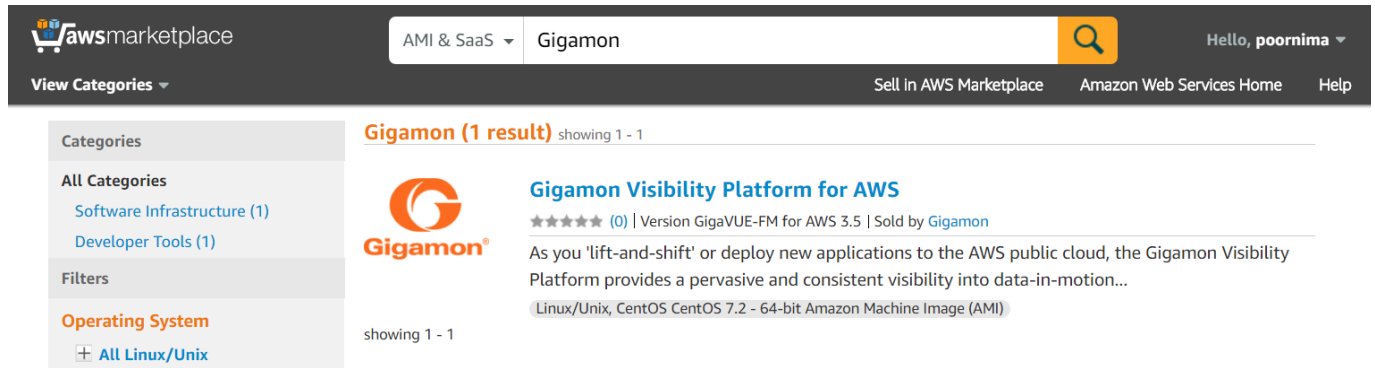 awsmarketplace
AMI & SaaS
Gigamon
Hello, poornima
View Categories
Sell in AWS Marketplace
Amazon Web Services Home
Help
Categories
All Categories
Software Infrastructure (1)
Developer Tools (1)
Filters
Operating System
All Linux/Unix
Gigamon (1 result) showing 1 - 1
Gigamon®
Gigamon Visibility Platform for AWS
(0) | Version GigaVUE-FM for AWS 3.5 | Sold by Gigamon
As you 'lift-and-shift' or deploy new applications to the AWS public cloud, the Gigamon Visibility
Platform provides a pervasive and consistent visibility into data-in-motion...
Linux/Unix, CentOS CentOS 7.2 - 64-bit Amazon Machine Image (AMI)
showing 1 - 1